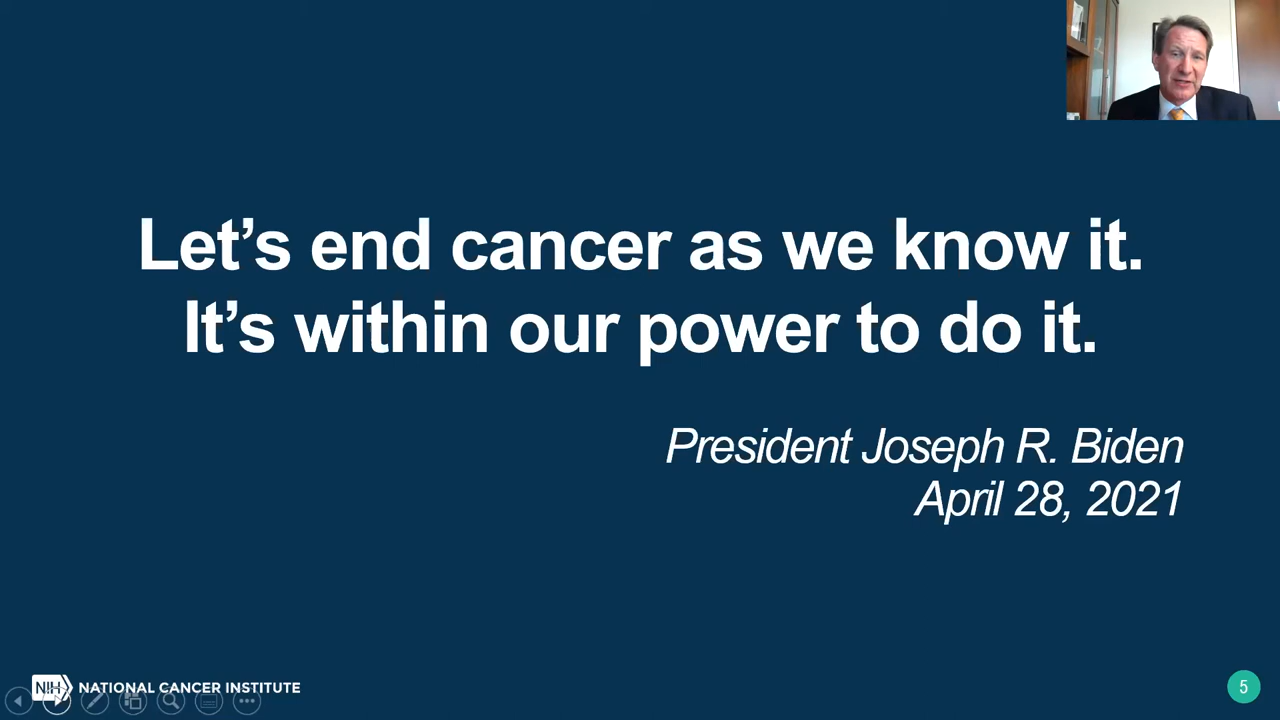 Let’s end cancer as we know it.
It’s within our power to do it.
President Joseph R. Biden
April 28, 2021
NIH NATIONAL CANCER INSTITUTE
5